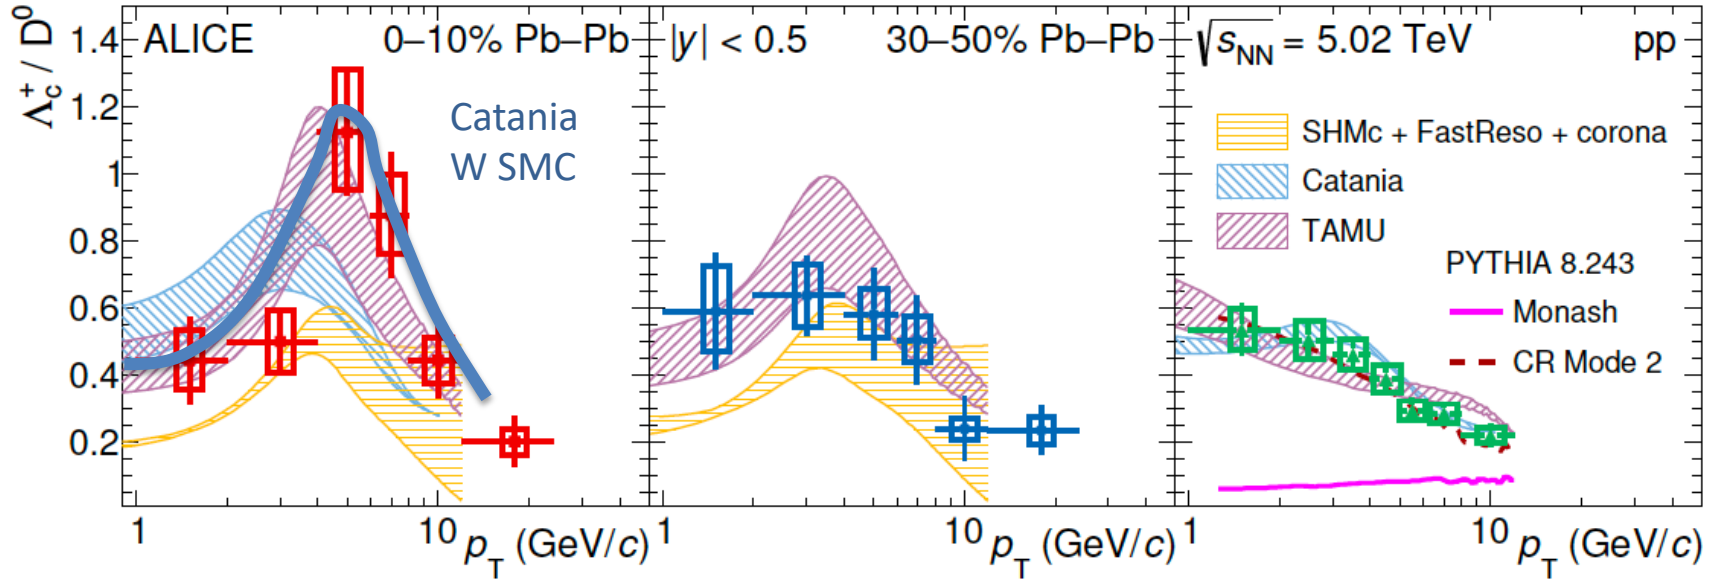 Λc+ / D0
ALICE 0–10% Pb–Pb
|y| < 0.5 30–50% Pb–Pb
√sNN = 5.02 TeV pp
Catania
W SMC
SHMc + FastReso + corona
Catania
TAMU
PYTHIA 8.243
Monash
CR Mode 2
1.4
1.2
1
0.8
0.6
0.4
0.2
1 10 1 10 1 10
pT (GeV/c) pT (GeV/c) pT (GeV/c)